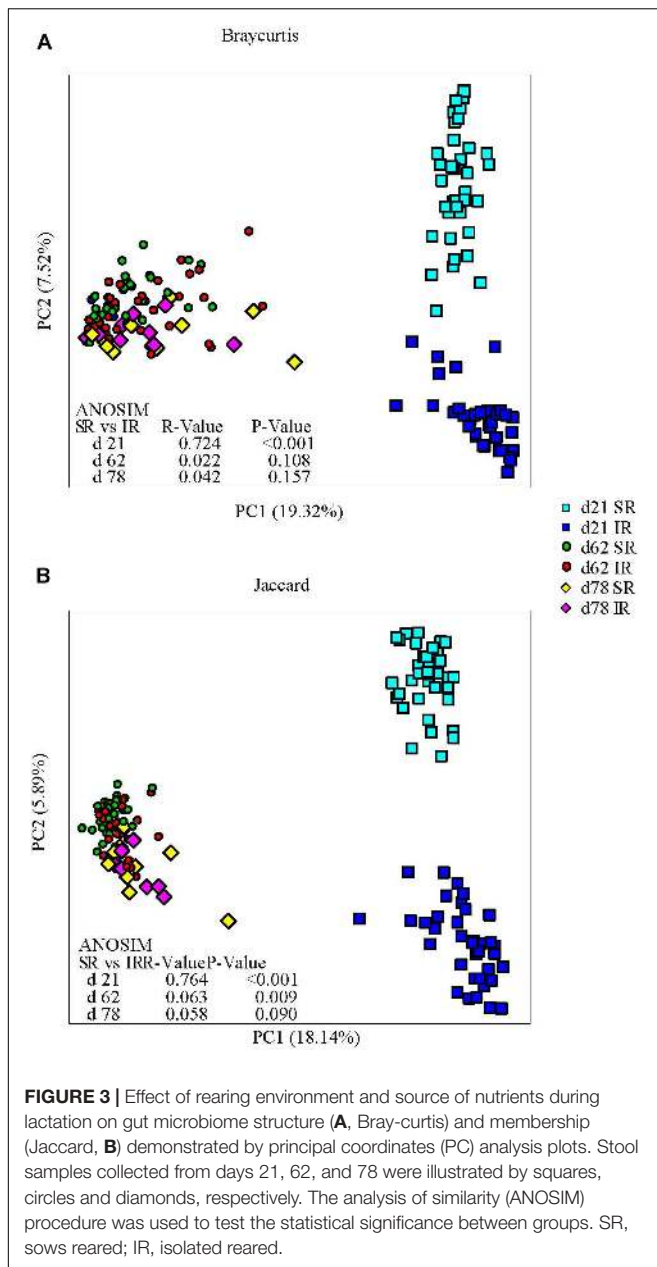 A
Braycurtis
PC2 (7.52%)
ANOSIM
SR vs IR R-Value P-Value
d 21 0.724 <0.001
d 62 0.022 0.108
d 78 0.042 0.157
PC1 (19.32%)
d21 SR
d21 IR
d62 SR
d62 IR
d78 SR
d78 IR
B
Jaccard
PC2 (5.89%)
ANOSIM
SR vs IRR-ValueP-Value
d 21 0.764 <0.001
d 62 0.063 0.009
d 78 0.058 0.090
PC1 (18.14%)
FIGURE 3 | Effect of rearing environment and source of nutrients during
lactation on gut microbiome structure (A, Bray-curtis) and membership
(Jaccard, B) demonstrated by principal coordinates (PC) analysis plots. Stool
samples collected from days 21, 62, and 78 were illustrated by squares,
circles and diamonds, respectively. The analysis of similarity (ANOSIM)
procedure was used to test the statistical significance between groups. SR,
sows reared; IR, isolated reared.